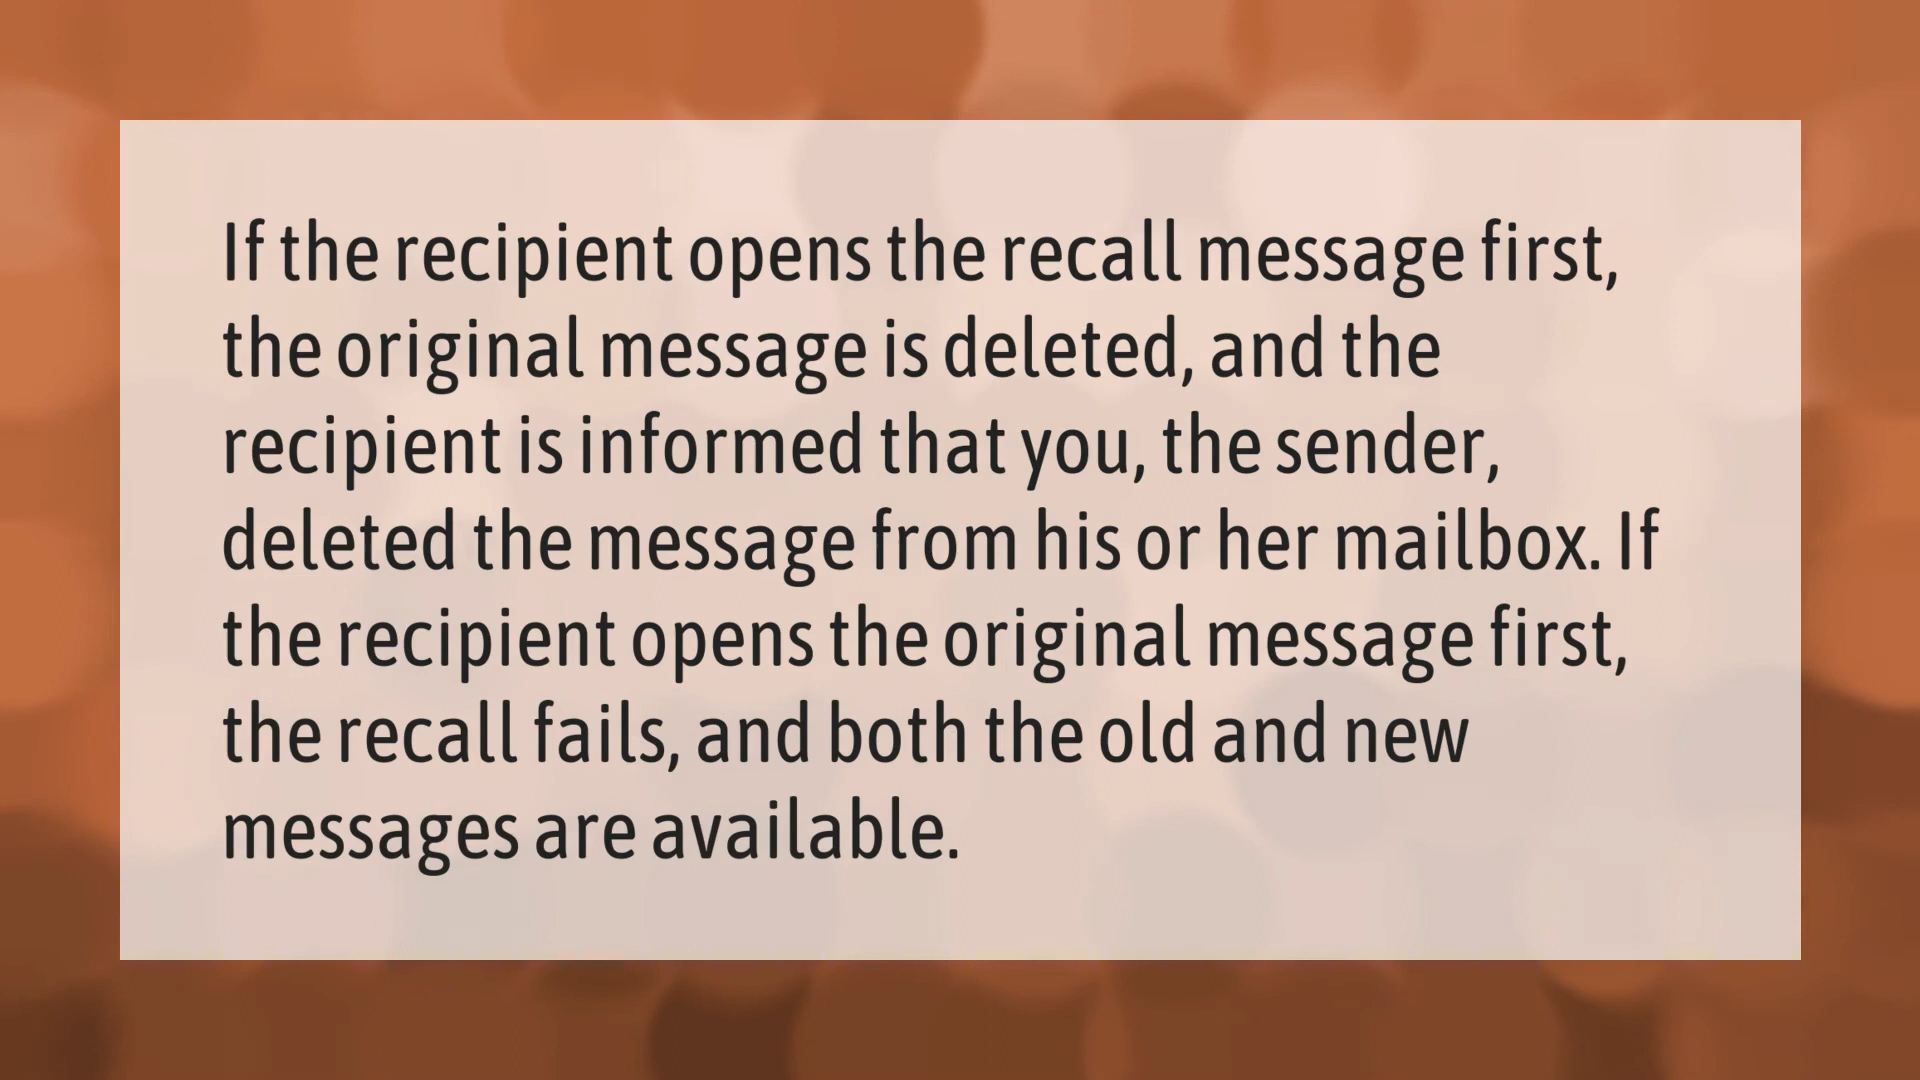 If the recipient opens the recall message first,
the original message is deleted, and the
recipient is informed that you, the sender,
deleted the message from his or her mailbox. If
the recipient opens the original message first,
the recall fails, and both the old and new
messages are available.